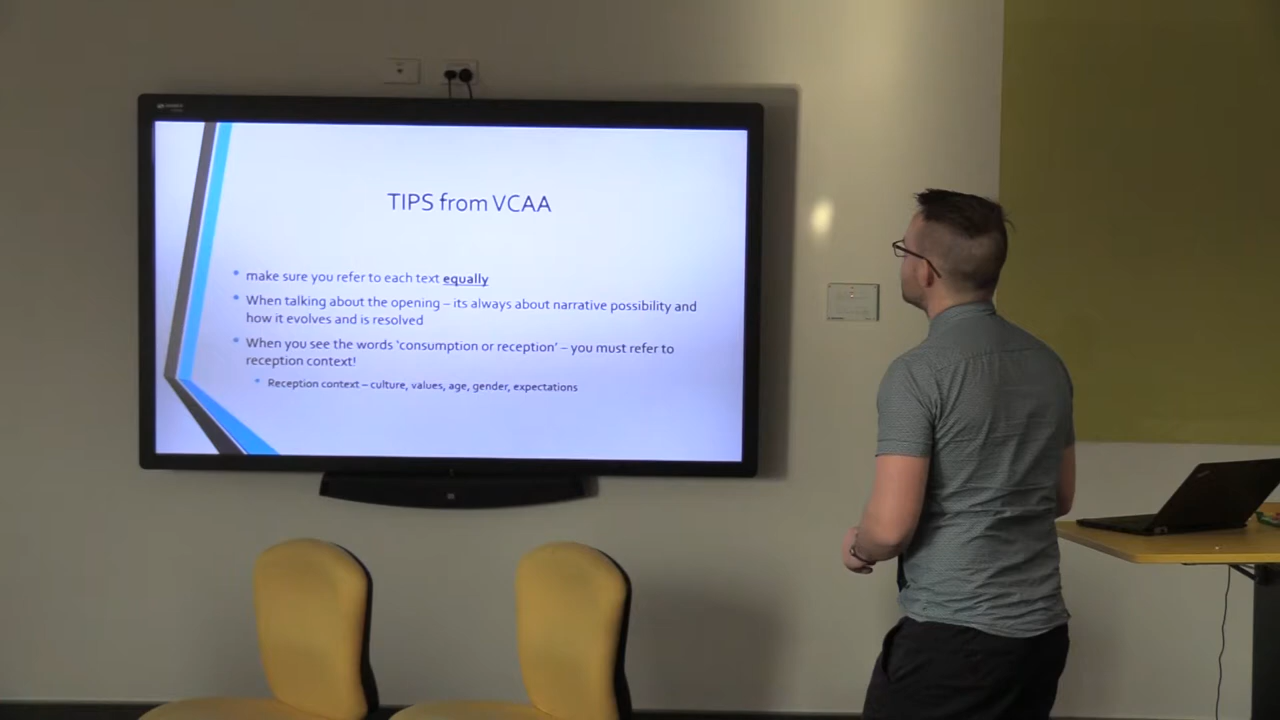 TIPS from VCAA
make sure you refer to each text equally
When talking about the opening – its always about narrative possibility and
how it evolves and is resolved
When you see the words ‘consumption or reception’ – you must refer to
reception context!
Reception context – culture, values, age, gender, expectations